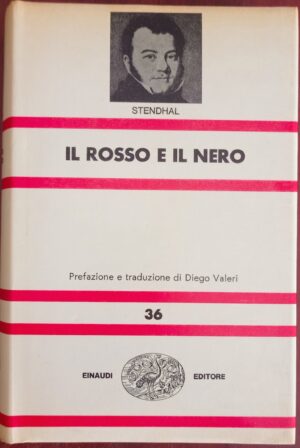 STENDHAL
IL ROSSO E IL NERO
Prefazione e traduzione di Diego Valeri
36
EINAUDI EDITORE